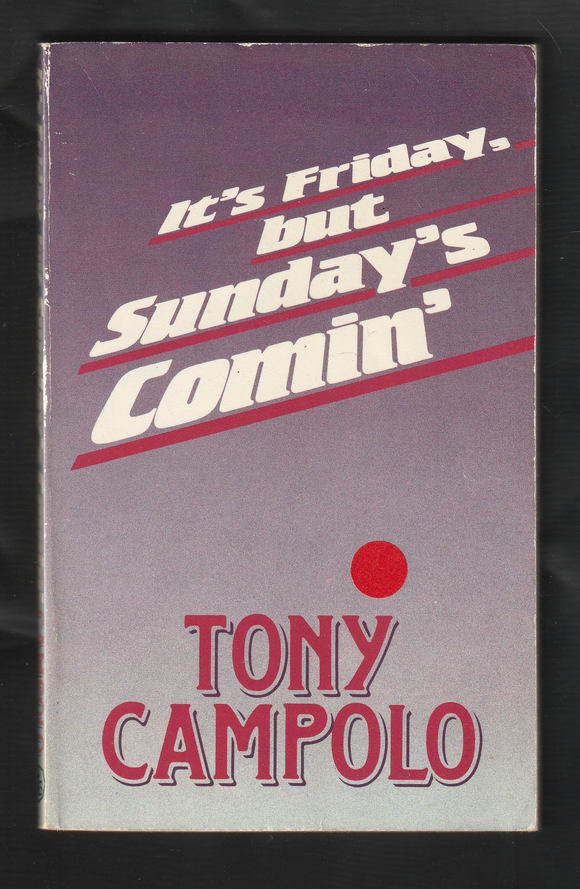 It's Friday,
but
Sunday's
Comin'
TONY
CAMPOLO